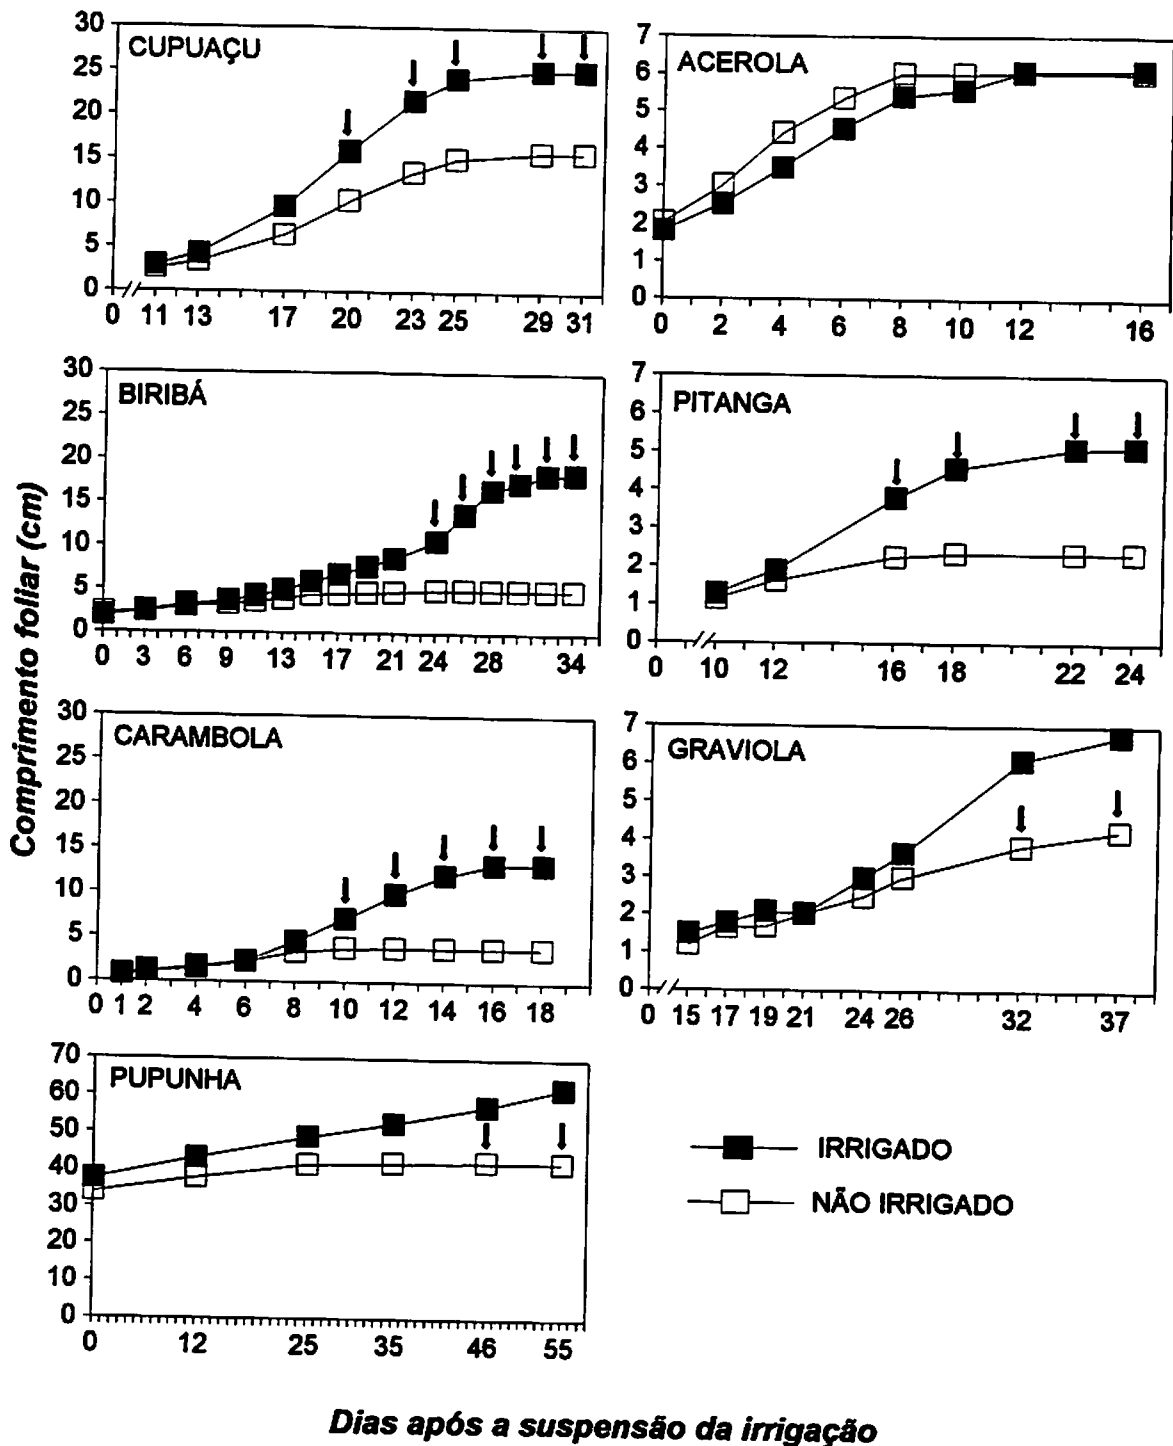 CUPUAÇU
30
25
20
15
10
5
0
0 11 13 17 20 23 25 29 31
ACEROLA
7
6
5
4
3
2
1
0
0 2 4 6 8 10 12 16
BIRIBÁ
30
25
20
15
10
5
0
0 3 6 9 13 17 21 24 28 34
PITANGA
7
6
5
4
3
2
1
0
0 10 12 16 18 22 24
CARAMBOLA
30
25
20
15
10
5
0
0 1 2 4 6 8 10 12 14 16 18
GRAVIOLA
7
6
5
4
3
2
1
0
0 15 17 19 21 24 26 32 37
PUPUNHA
70
60
50
40
30
20
10
0
0 12 25 35 46 55
IRRIGADO
NÃO IRRIGADO
Comprimento foliar (cm)
Dias após a suspensão da irrigação